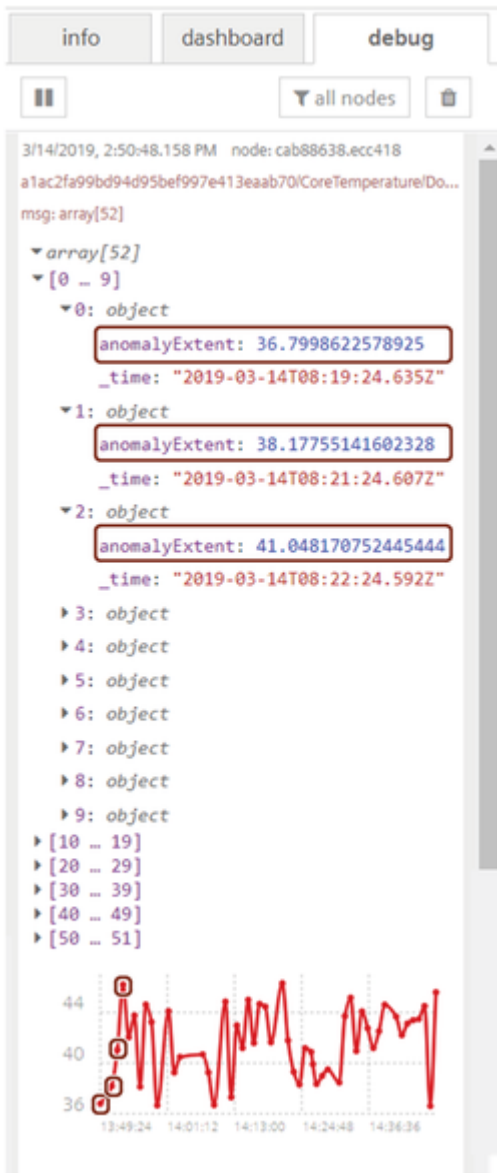 info dashboard debug
all nodes
3/14/2019, 2:50:48.158 PM node: cab88638.ecc418
a1ac2fa99bd94d95bef997e413eaab70/CoreTemperature/Do...
msg: array[52]
array[52]
[0 … 9]
0: object
anomalyExtent: 36.7998622578925
_time: "2019-03-14T08:19:24.635Z"
1: object
anomalyExtent: 38.17755141602328
_time: "2019-03-14T08:21:24.607Z"
2: object
anomalyExtent: 41.048170752445444
_time: "2019-03-14T08:22:24.592Z"
3: object
4: object
5: object
6: object
7: object
8: object
9: object
[10 … 19]
[20 … 29]
[30 … 39]
[40 … 49]
[50 … 51]
44
40
36
13:49:24 14:01:12 14:13:00 14:24:48 14:36:36